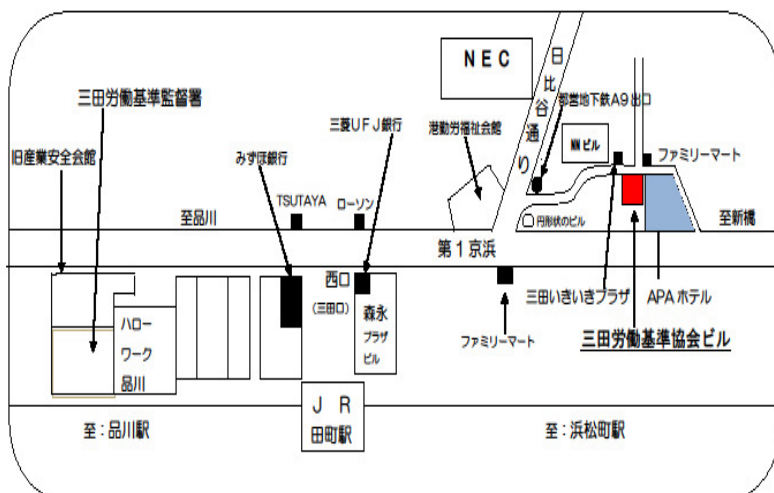 NEC
日比谷通り
都営地下鉄A9出口
三田労働基準監督署
三菱UFJ銀行
港勤労福祉会館
NNビル
ファミリーマート
旧産業安全会館
みずほ銀行
TSUTAYA
ローソン
至品川
円形状のビル
至新橋
第1京浜
西口
(三田口)
森永
プラザ
ビル
ファミリーマート
三田いきいきプラザ
APAホテル
三田労働基準協会ビル
ハロー
ワーク
品川
JR
田町駅
至:品川駅
至:浜松町駅